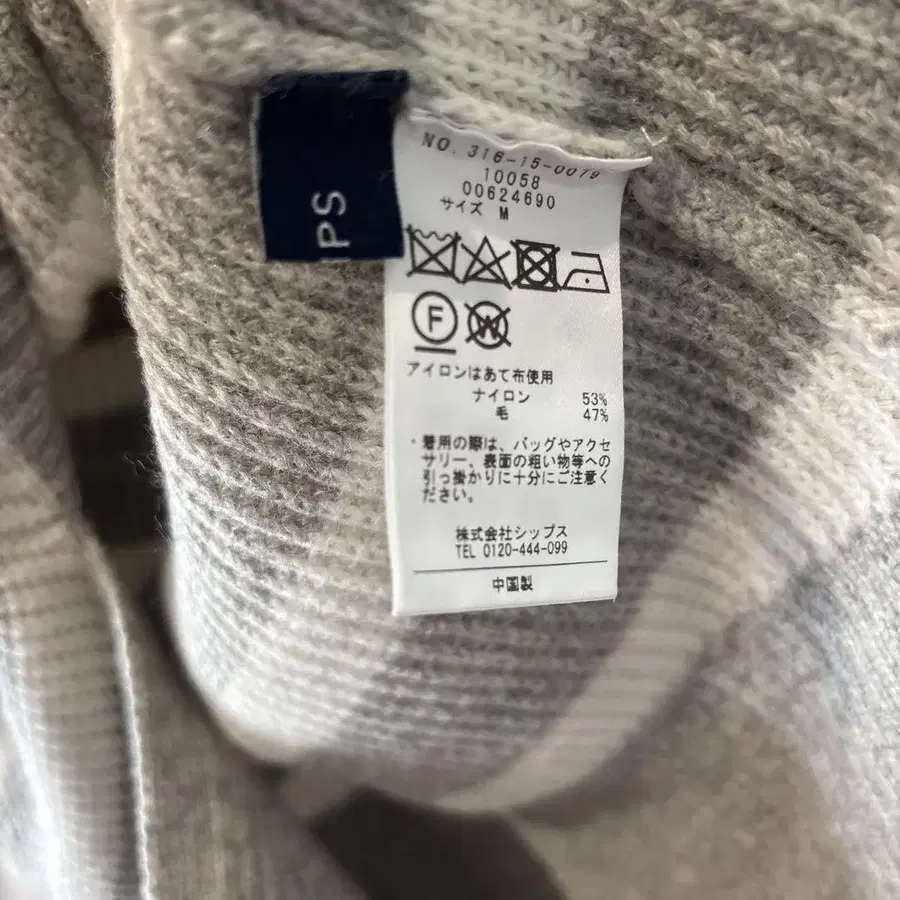 IPS
NO. 316-15-0079
10058
00624690
サイズ M
F
W
アイロンはあて布使用
ナイロン 53%
毛 47%
・着用の際は、バッグやアクセ
サリー、表面の粗い物等への
引っ掛かりに十分にご注意く
ださい。
株式会社シップス
TEL 0120-444-099
中国製